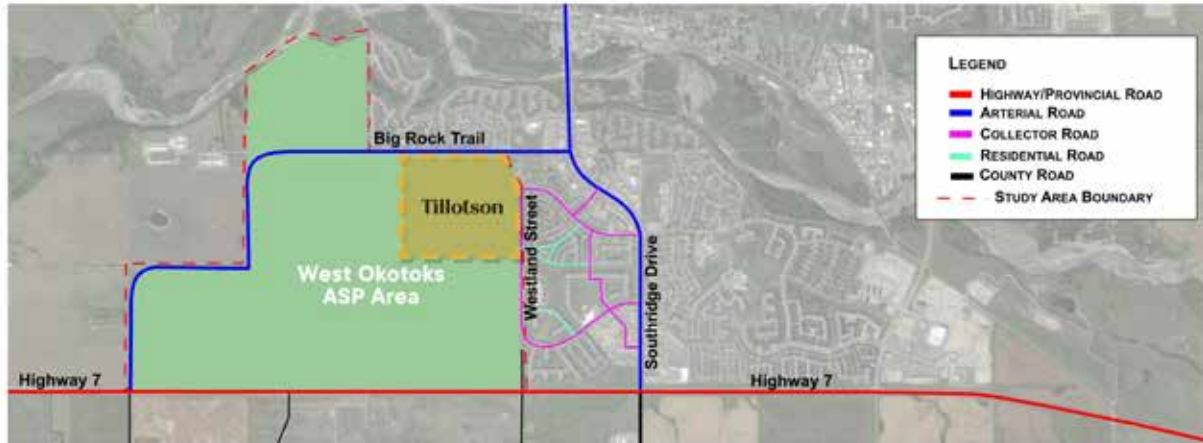 LEGEND
HIGHWAY/PROVINCIAL ROAD
ARTERIAL ROAD
COLLECTOR ROAD
RESIDENTIAL ROAD
COUNTY ROAD
STUDY AREA BOUNDARY
Big Rock Trail
Tillotson
Westland Street
Southridge Drive
West Okotoks
ASP Area
Highway 7
Highway 7